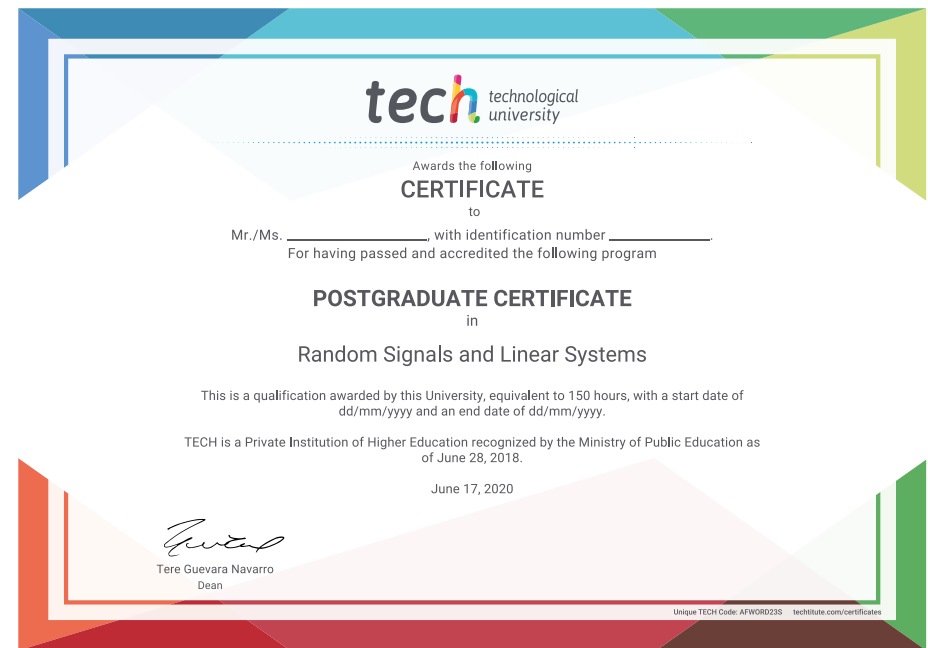 tech technological
university
Awards the following
CERTIFICATE
to
Mr./Ms. ____________, with identification number ____________.
For having passed and accredited the following program
POSTGRADUATE CERTIFICATE
in
Random Signals and Linear Systems
This is a qualification awarded by this University, equivalent to 150 hours, with a start date of
dd/mm/yyyy and an end date of dd/mm/yyyy.
TECH is a Private Institution of Higher Education recognized by the Ministry of Public Education as
of June 28, 2018.
June 17, 2020
Tere Guevara Navarro
Dean
Unique TECH Code: AFWORD23S techtitute.com/certificates